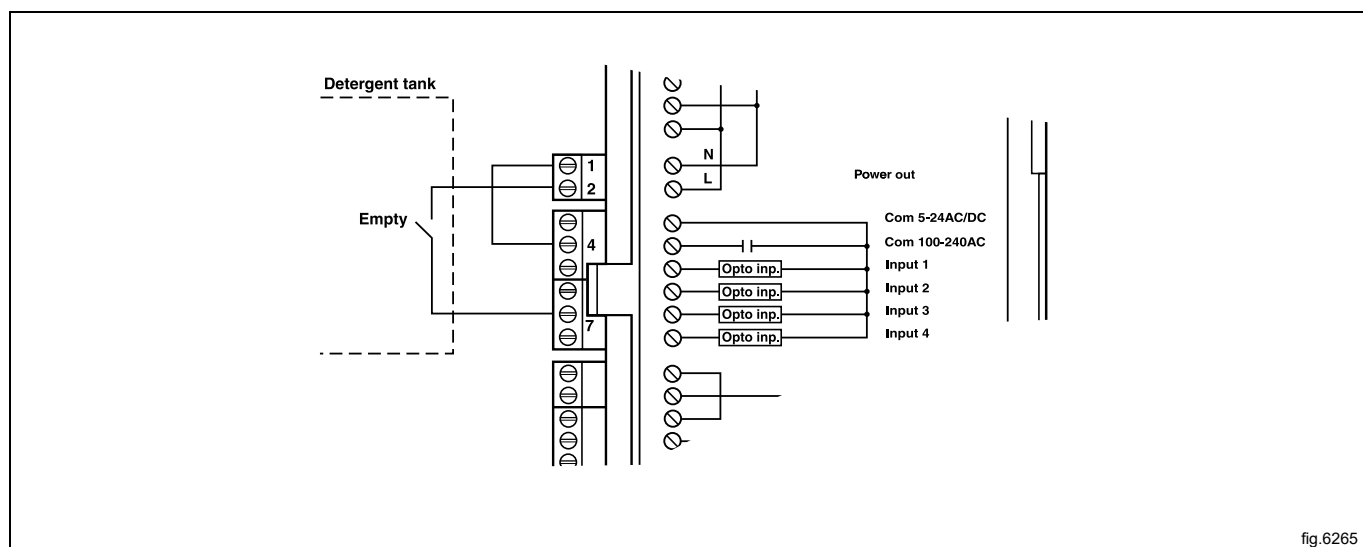 Detergent tank
Empty
1
2
4
7
N
L
Power out
Com 5-24AC/DC
Com 100-240AC
Opto inp. Input 1
Opto inp. Input 2
Opto inp. Input 3
Opto inp. Input 4
fig.6265